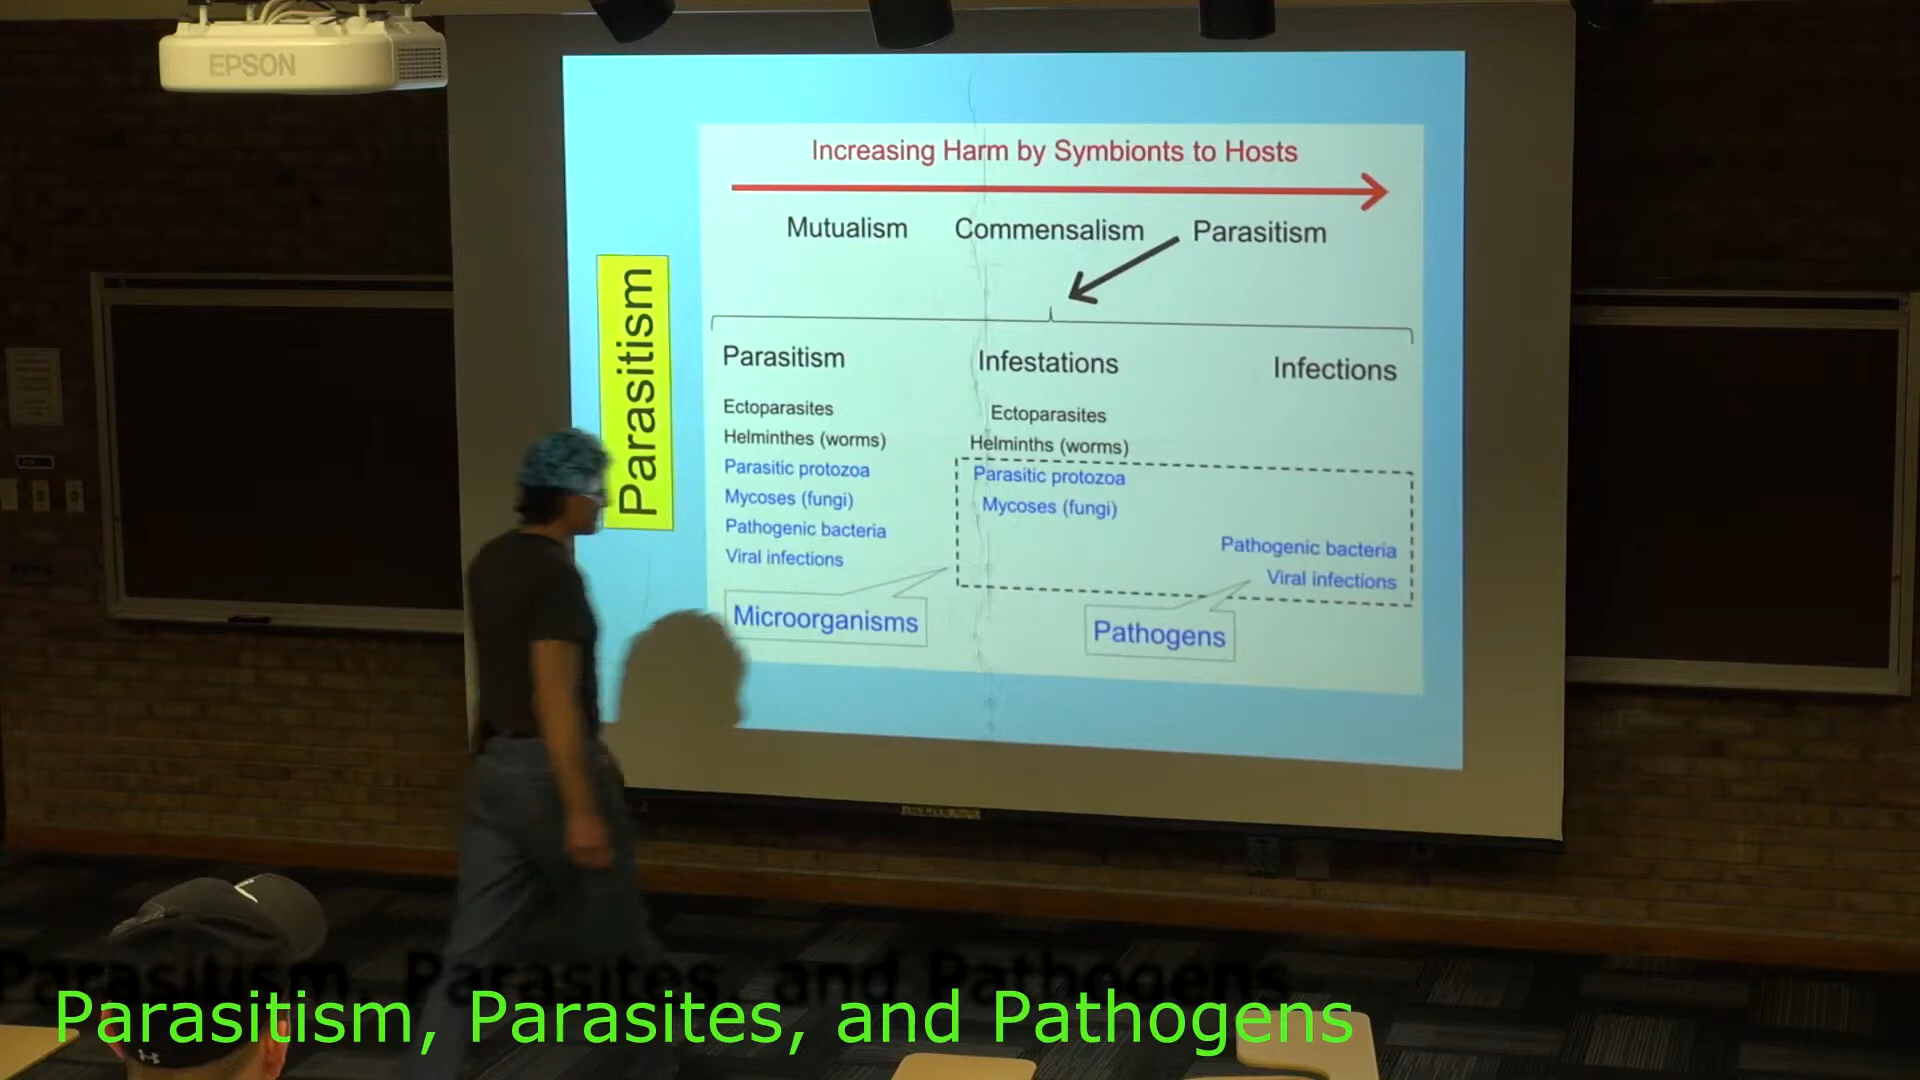 EPSON
Increasing Harm by Symbionts to Hosts
Mutualism Commensalism Parasitism
Parasitism
Parasitism Infestations Infections
Ectoparasites
Helminthes (worms)
Parasitic protozoa
Mycoses (fungi)
Pathogenic bacteria
Viral infections
Ectoparasites
Helminths (worms)
Parasitic protozoa
Mycoses (fungi)
Pathogenic bacteria
Viral infections
Microorganisms
Pathogens
Parasitism, Parasites, and Pathogens